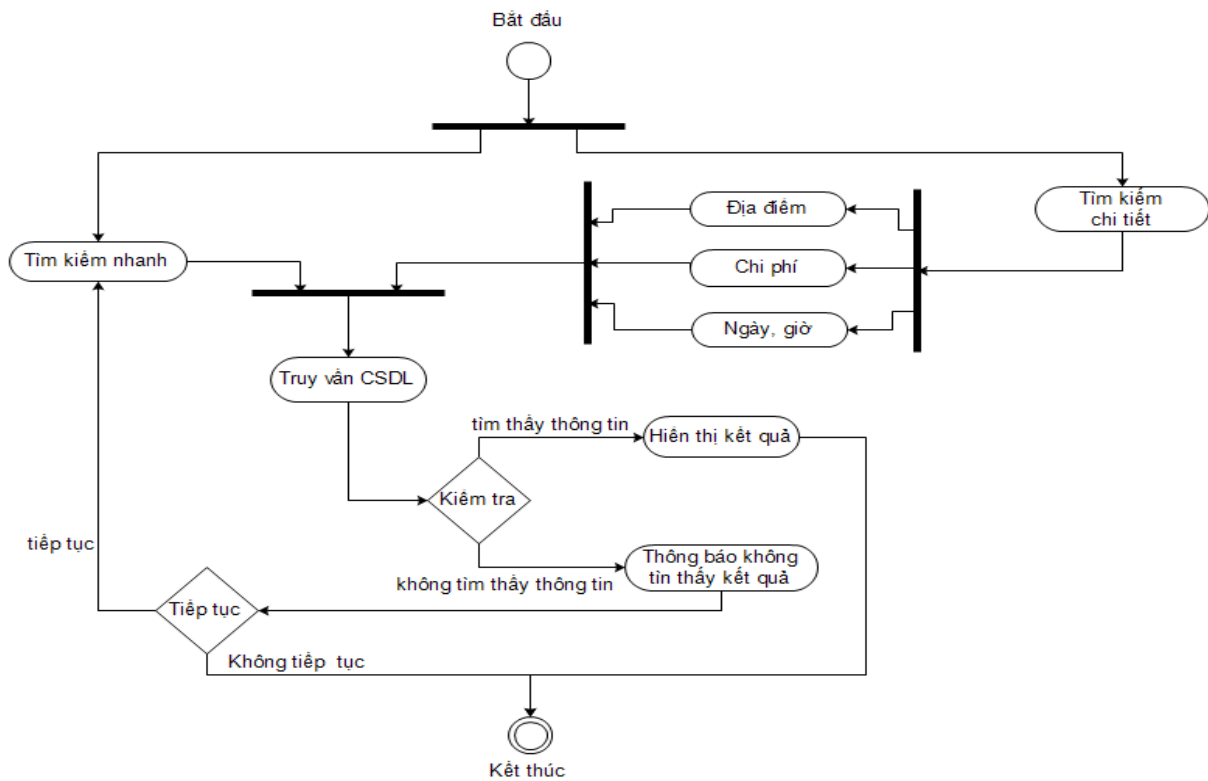 Bắt đầu
Tìm kiếm
chi tiết
Địa điểm
Chi phí
Ngày, giờ
Tìm kiếm nhanh
Truy vấn CSDL
tìm thấy thông tin
Hiển thị kết quả
Kiểm tra
không tìm thấy thông tin
Thông báo không
tìn thấy kết quả
tiếp tục
Tiếp tục
Không tiếp tục
Kết thúc